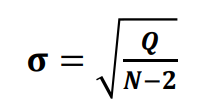 σ = √(Q / (N−2))